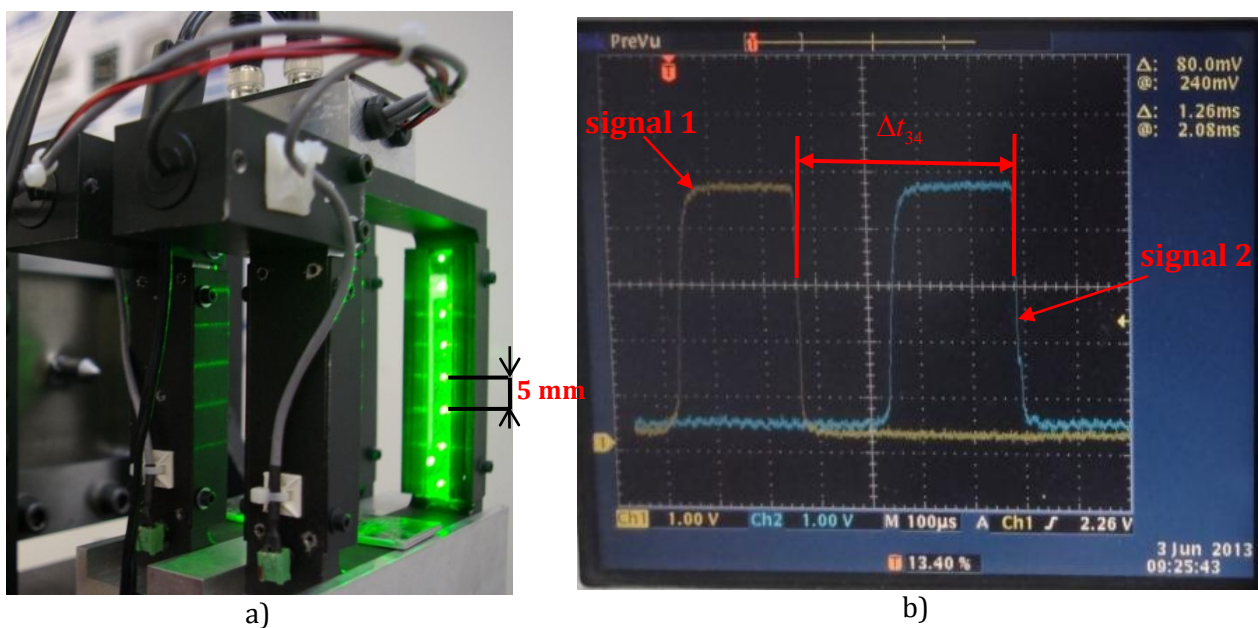 PreVu
Δ: 80.0mV
@: 240mV
Δ: 1.26ms
@: 2.08ms
signal 1
Δt34
signal 2
5 mm
1
Ch1 1.00 V Ch2 1.00 V M 100µs A Ch1 ƒ 2.26 V
T 13.40 %
3 Jun 2013
09:25:43
a)
b)